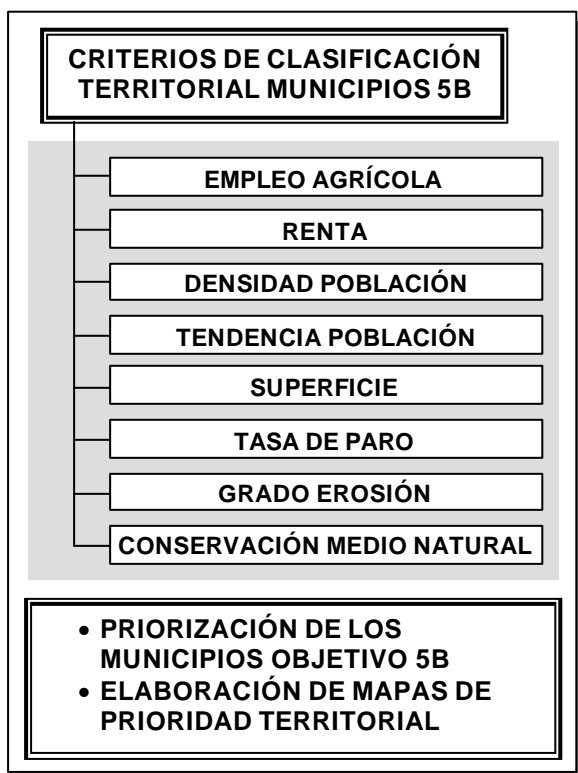 CRITERIOS DE CLASIFICACIÓN
TERRITORIAL MUNICIPIOS 5B
EMPLEO AGRÍCOLA
RENTA
DENSIDAD POBLACIÓN
TENDENCIA POBLACIÓN
SUPERFICIE
TASA DE PARO
GRADO EROSIÓN
CONSERVACIÓN MEDIO NATURAL
• PRIORIZACIÓN DE LOS
MUNICIPIOS OBJETIVO 5B
• ELABORACIÓN DE MAPAS DE
PRIORIDAD TERRITORIAL